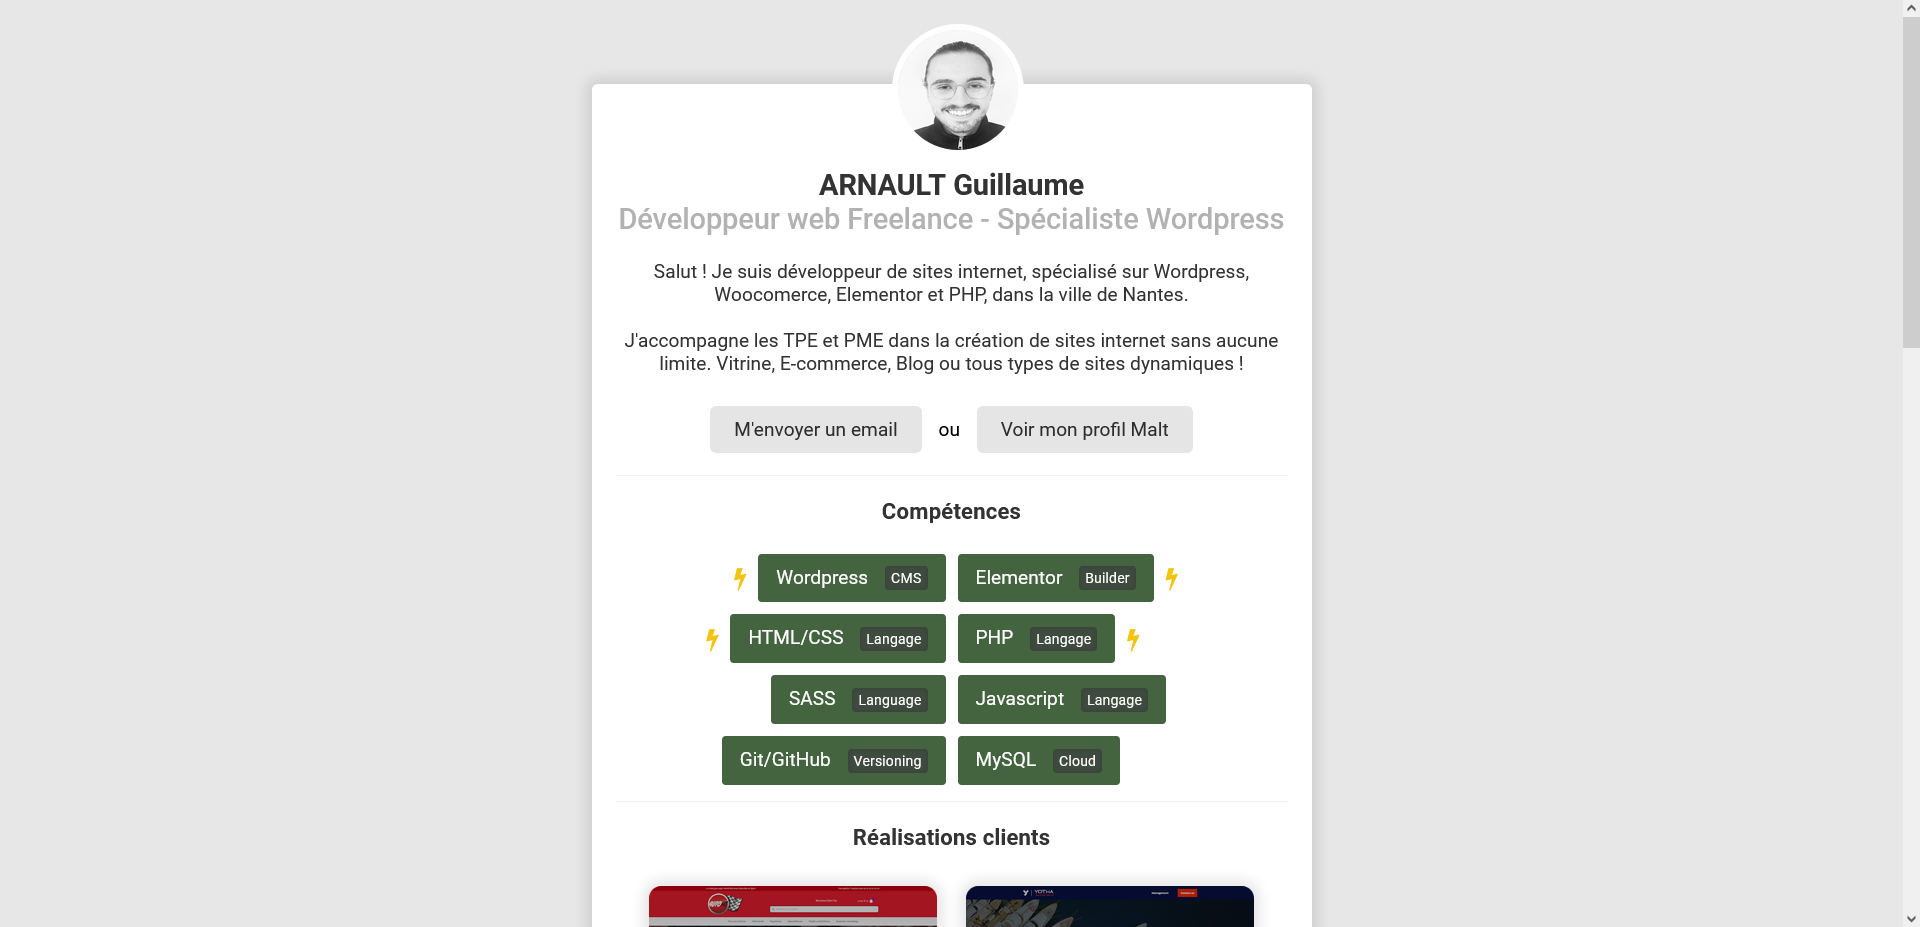 ARNAULT Guillaume
Développeur web Freelance - Spécialiste Wordpress
Salut ! Je suis développeur de sites internet, spécialisé sur Wordpress,
Woocomerce, Elementor et PHP, dans la ville de Nantes.
J'accompagne les TPE et PME dans la création de sites internet sans aucune
limite. Vitrine, E-commerce, Blog ou tous types de sites dynamiques !
M'envoyer un email ou Voir mon profil Malt
Compétences
Wordpress CMS Elementor Builder
HTML/CSS Langage PHP Langage
SASS Language Javascript Langage
Git/GitHub Versioning MySQL Cloud
Réalisations clients
YOTHA